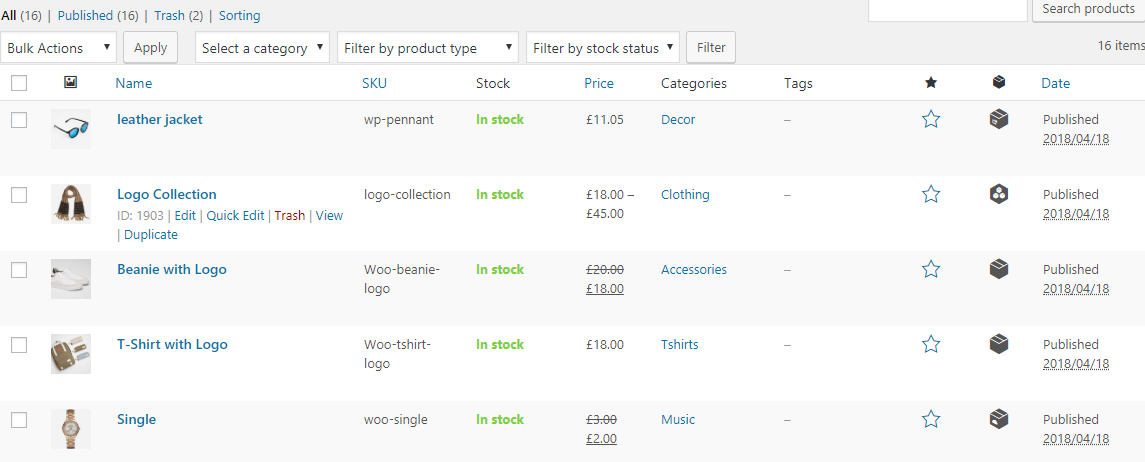 All (16) | Published (16) | Trash (2) | Sorting
Search products
Bulk Actions Apply Select a category Filter by product type Filter by stock status Filter
16 items
Name SKU Stock Price Categories Tags Date
leather jacket wp-pennant In stock £11.05 Decor – Published
2018/04/18
Logo Collection logo-collection In stock £18.00 – Clothing – Published
ID: 1903 | Edit | Quick Edit | Trash | View £45.00 2018/04/18
| Duplicate
Beanie with Logo Woo-beanie- In stock £20.00 Accessories – Published
logo £18.00 2018/04/18
T-Shirt with Logo Woo-tshirt- In stock £18.00 Tshirts – Published
logo 2018/04/18
Single woo-single In stock £3.00 Music – Published
£2.00 2018/04/18